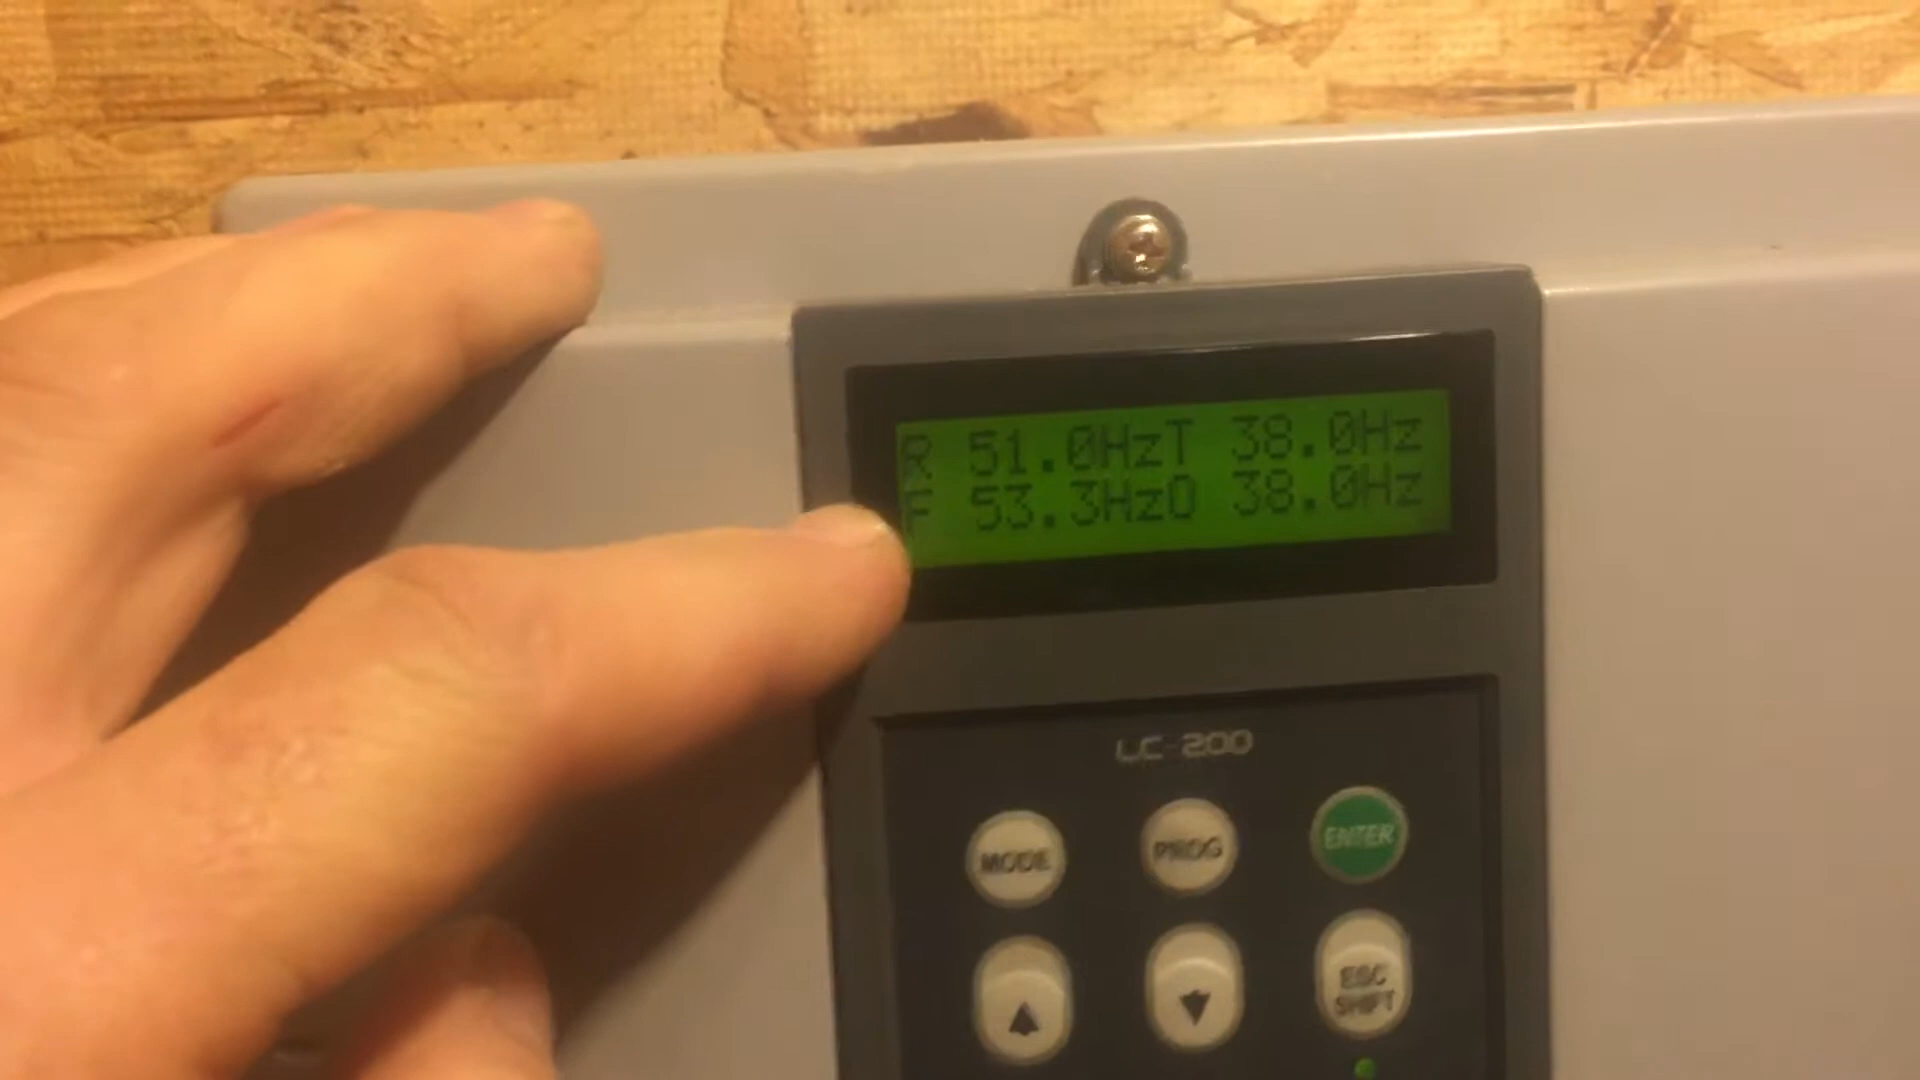 R 51.0HzT 38.0Hz
F 53.3HzO 38.0Hz
LC-200
MODE PROG ENTER
ESC
SHIFT